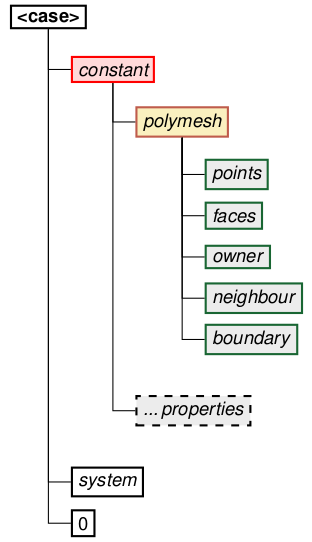 <case>
constant
polymesh
points
faces
owner
neighbour
boundary
... properties
system
0